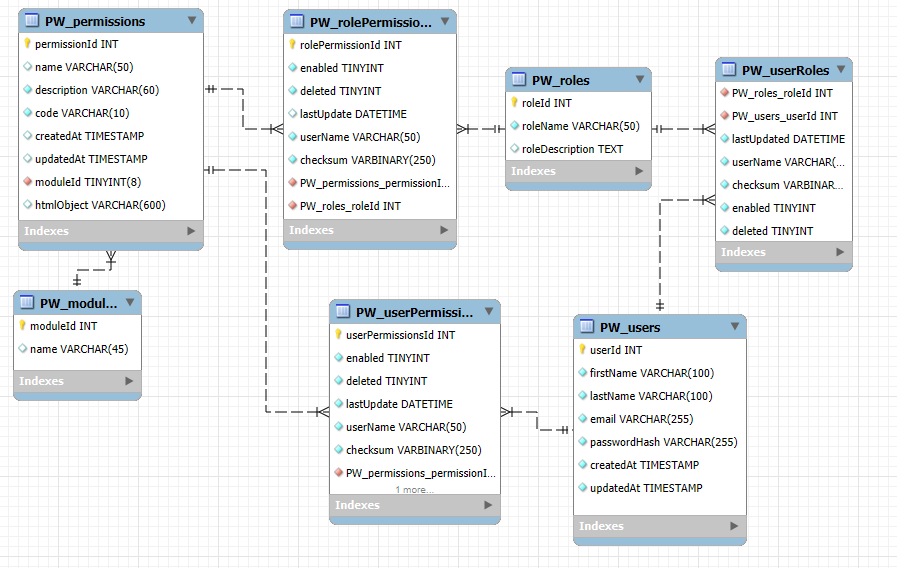 PW_permissions
permissionId INT
name VARCHAR(50)
description VARCHAR(60)
code VARCHAR(10)
createdAt TIMESTAMP
updatedAt TIMESTAMP
moduleId TINYINT(8)
htmlObject VARCHAR(600)
Indexes
PW_rolePermissio...
rolePermissionId INT
enabled TINYINT
deleted TINYINT
lastUpdate DATETIME
userName VARCHAR(50)
checksum VARBINARY(250)
PW_permissions_permissionI...
PW_roles_roleId INT
Indexes
PW_roles
roleId INT
roleName VARCHAR(50)
roleDescription TEXT
Indexes
PW_userRoles
PW_roles_roleId INT
PW_users_userId INT
lastUpdated DATETIME
userName VARCHAR(...
checksum VARBINAR...
enabled TINYINT
deleted TINYINT
Indexes
PW_modul...
moduleId INT
name VARCHAR(45)
Indexes
PW_userPermissi...
userPermissionsId INT
enabled TINYINT
deleted TINYINT
lastUpdate DATETIME
userName VARCHAR(50)
checksum VARBINARY(250)
PW_permissions_permissionI...
1 more...
Indexes
PW_users
userId INT
firstName VARCHAR(100)
lastName VARCHAR(100)
email VARCHAR(255)
passwordHash VARCHAR(255)
createdAt TIMESTAMP
updatedAt TIMESTAMP
Indexes